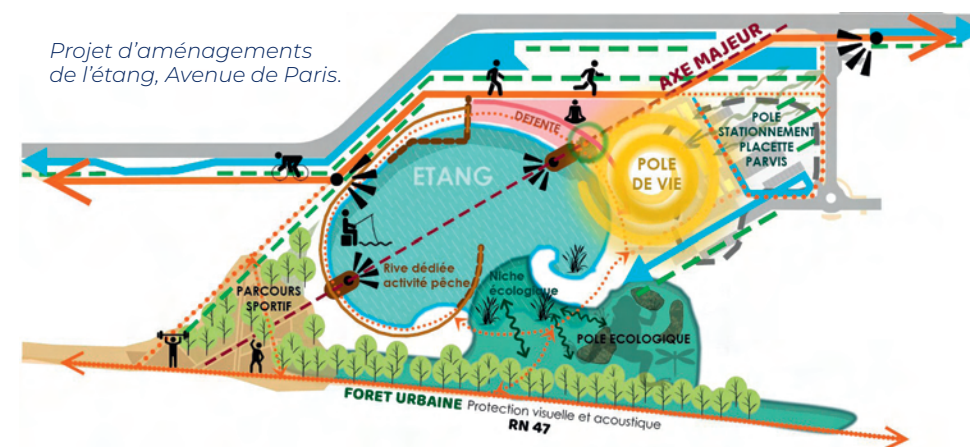 Projet d'aménagements
de l'étang, Avenue de Paris.
AXE MAJEUR
DETENTE
POLE
STATIONNEMENT
PLACETTE
PARVIS
ETANG
POLE
DE VIE
Rive dédiée
activité pêche
Niche
écologique
PARCOURS
SPORTIF
POLE ECOLOGIQUE
FORET URBAINE Protection visuelle et acoustique
RN 47